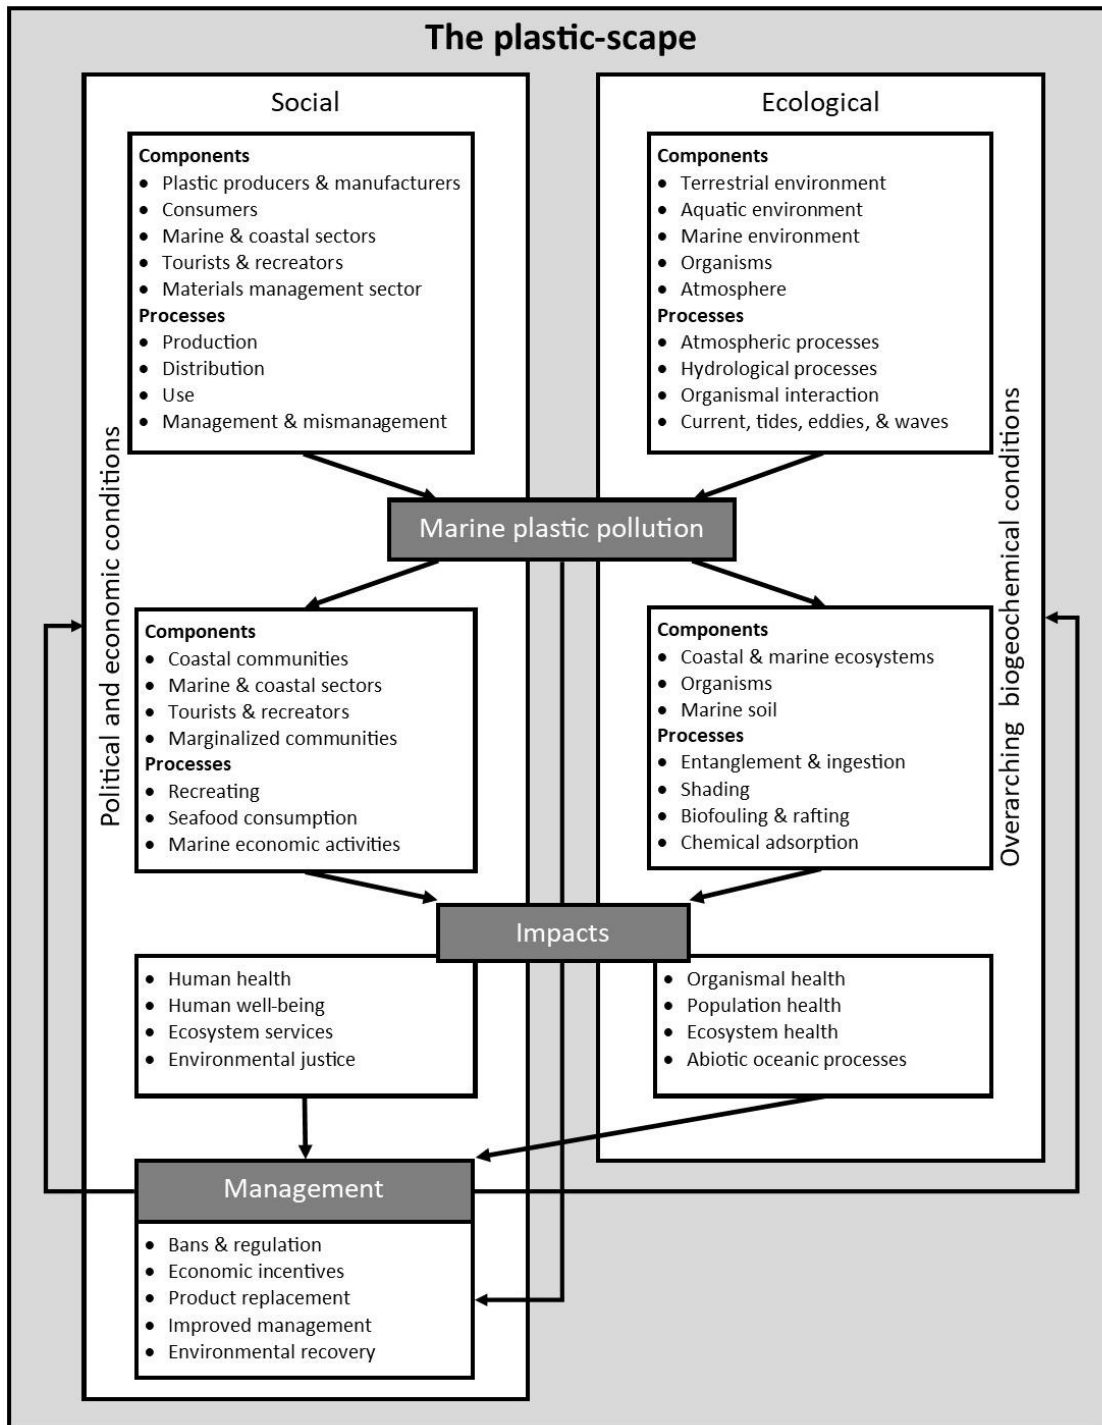 The plastic-scape
Social
Components
• Plastic producers & manufacturers
• Consumers
• Marine & coastal sectors
• Tourists & recreators
• Materials management sector
Processes
• Production
• Distribution
• Use
• Management & mismanagement
Ecological
Components
• Terrestrial environment
• Aquatic environment
• Marine environment
• Organisms
• Atmosphere
Processes
• Atmospheric processes
• Hydrological processes
• Organismal interaction
• Current, tides, eddies, & waves
Political and economic conditions
Overarching biogeochemical conditions
Marine plastic pollution
Components
• Coastal communities
• Marine & coastal sectors
• Tourists & recreators
• Marginalized communities
Processes
• Recreating
• Seafood consumption
• Marine economic activities
Components
• Coastal & marine ecosystems
• Organisms
• Marine soil
Processes
• Entanglement & ingestion
• Shading
• Biofouling & rafting
• Chemical adsorption
Impacts
• Human health
• Human well-being
• Ecosystem services
• Environmental justice
• Organismal health
• Population health
• Ecosystem health
• Abiotic oceanic processes
Management
• Bans & regulation
• Economic incentives
• Product replacement
• Improved management
• Environmental recovery